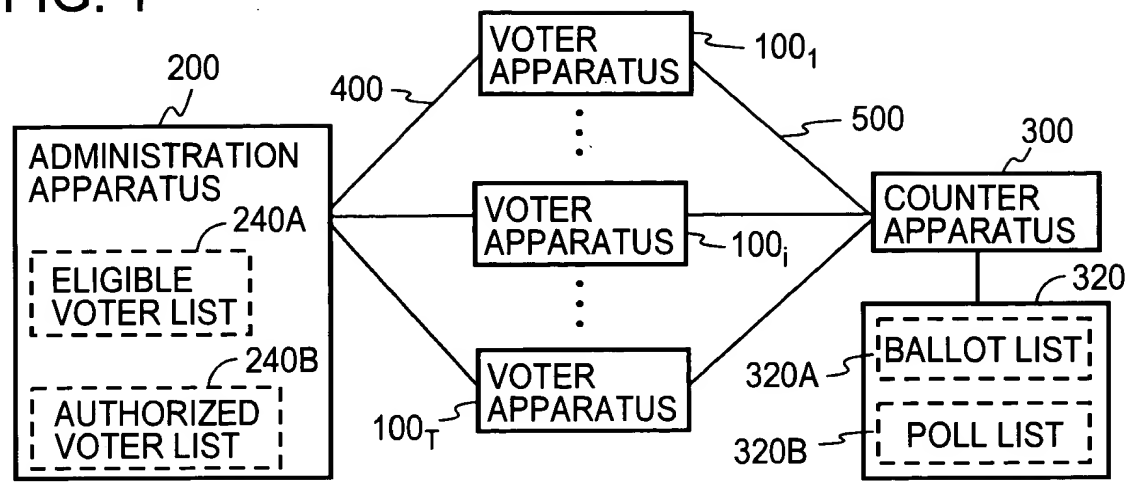 FIG. 1
VOTER
APPARATUS
100₁
400
500
200
ADMINISTRATION
APPARATUS
240A
ELIGIBLE
VOTER LIST
240B
AUTHORIZED
VOTER LIST
VOTER
APPARATUS
100ᵢ
VOTER
APPARATUS
100T
300
COUNTER
APPARATUS
320
BALLOT LIST
320A
POLL LIST
320B